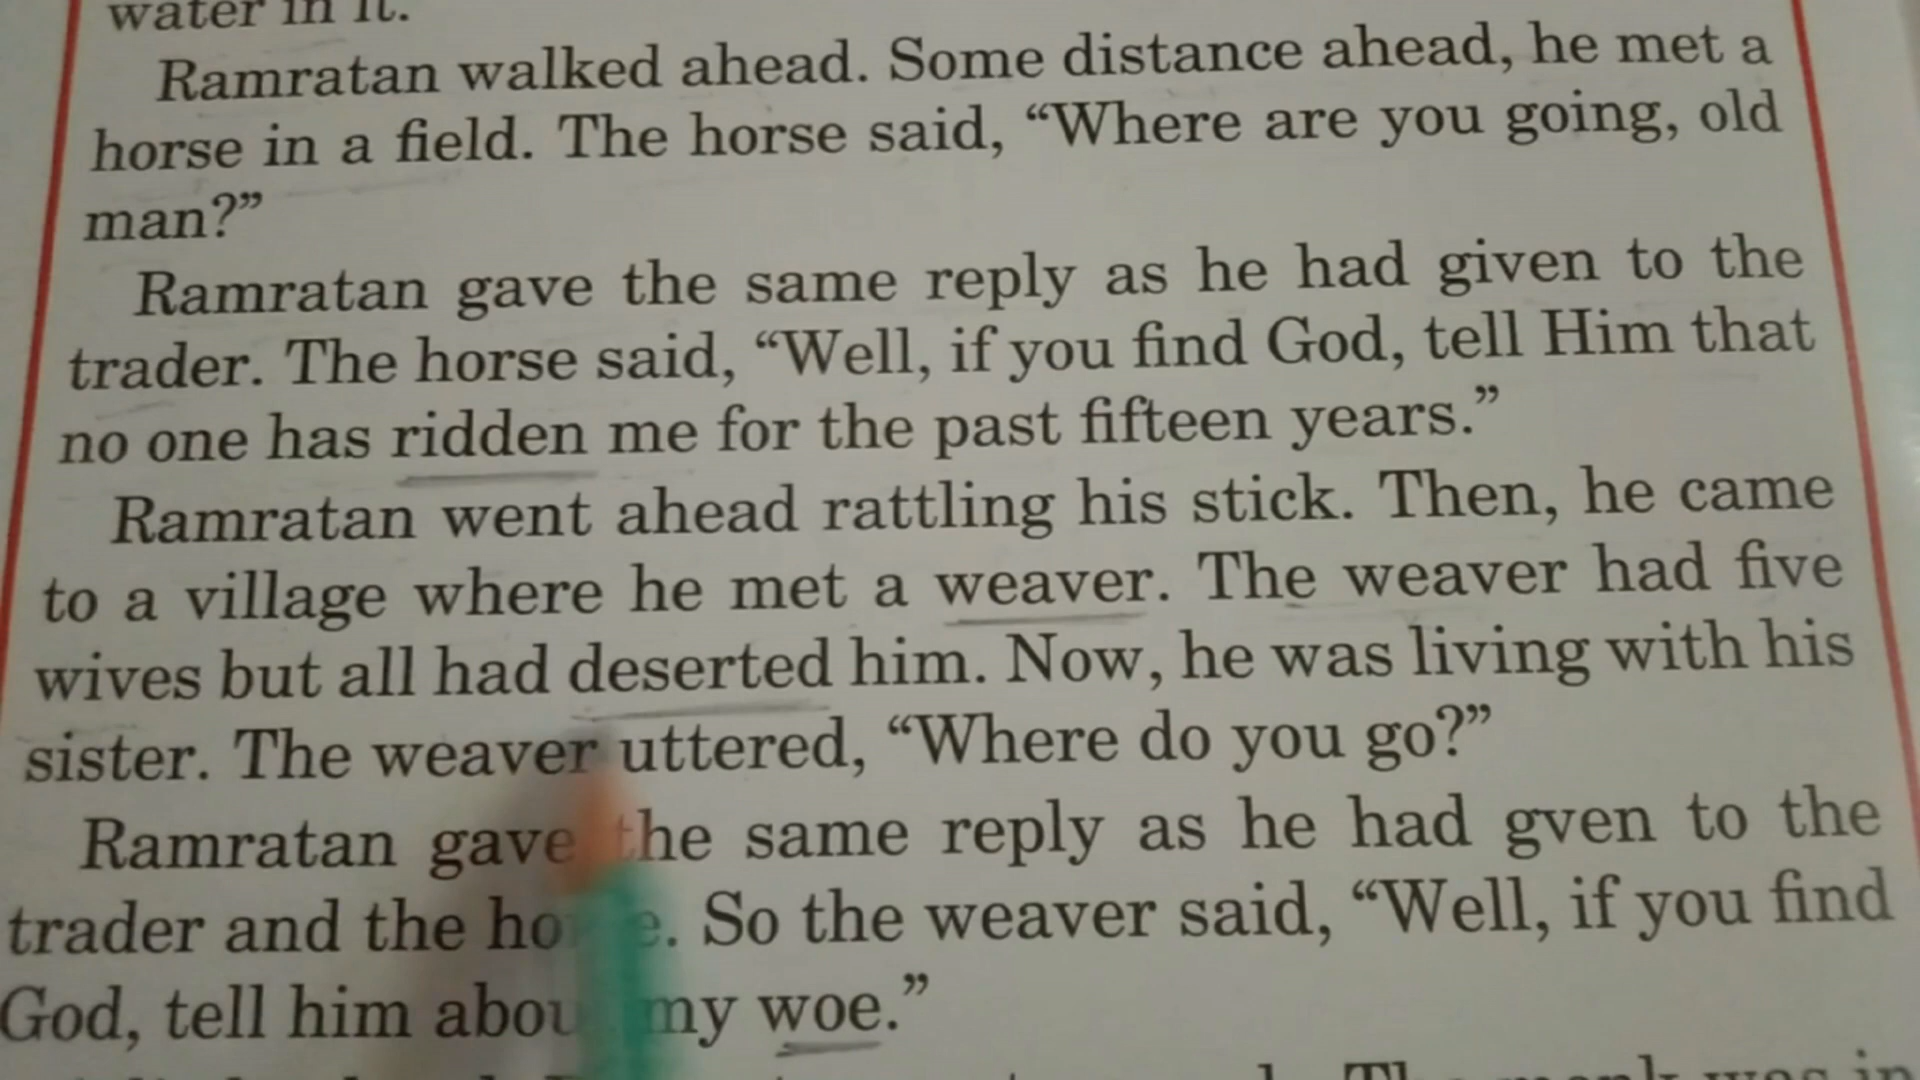 water in it.
Ramratan walked ahead. Some distance ahead, he met a
horse in a field. The horse said, “Where are you going, old
man?”
Ramratan gave the same reply as he had given to the
trader. The horse said, “Well, if you find God, tell Him that
no one has ridden me for the past fifteen years.”
Ramratan went ahead rattling his stick. Then, he came
to a village where he met a weaver. The weaver had five
wives but all had deserted him. Now, he was living with his
sister. The weaver uttered, “Where do you go?”
Ramratan gave the same reply as he had gven to the
trader and the. So the weaver said, “Well, if you find
God, tell him my woe.”
was in